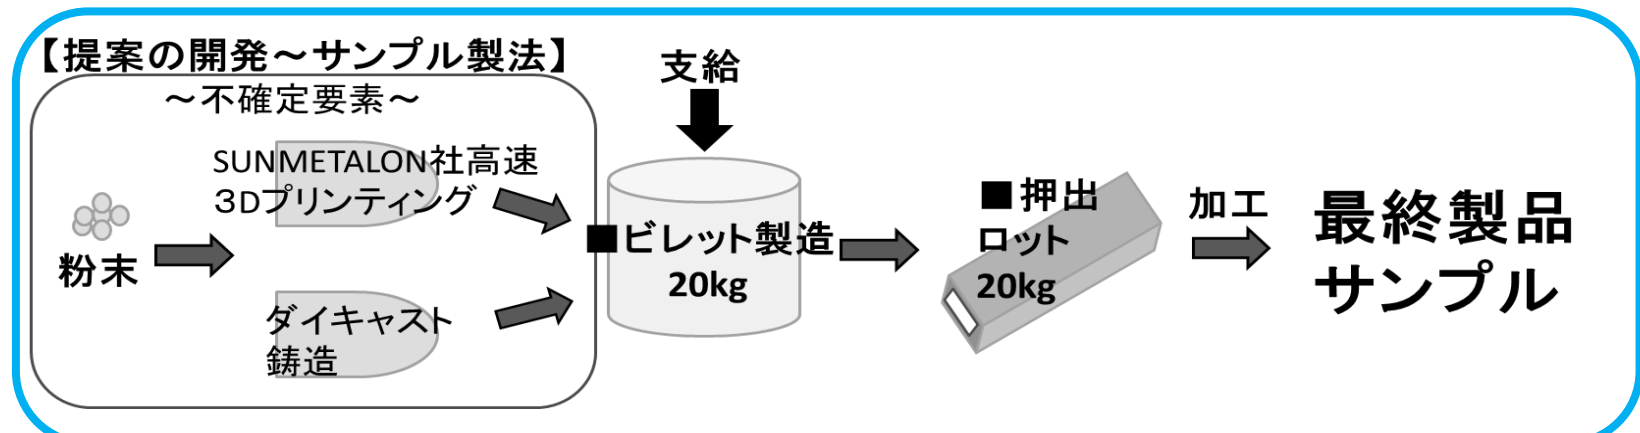 【提案の開発～サンプル製法】
～不確定要素～
支給
SUNMETALON社高速
３Dプリンティング
粉末
ダイキャスト
鋳造
■ビレット製造
20kg
■押出
ロット
20kg
加工
最終製品
サンプル